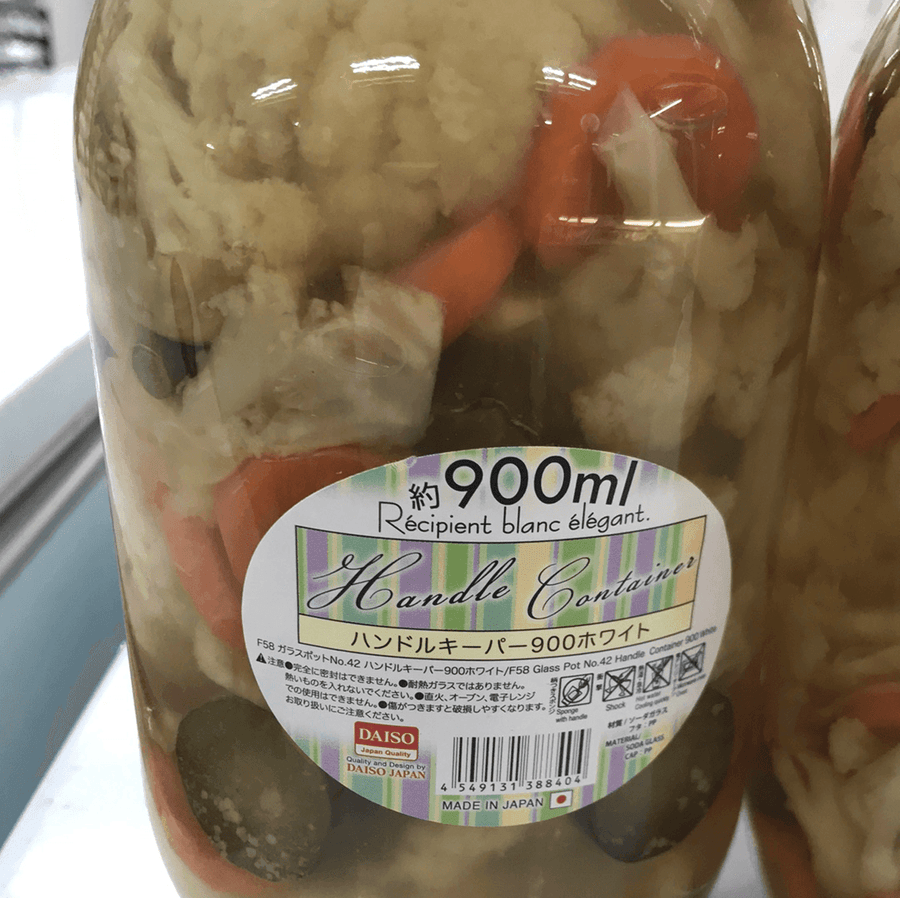 約900ml
Récipient blanc élégant.
Handle Container
ハンドルキーパー900ホワイト
F58 ガラスポットNo.42 ハンドルキーパー900ホワイト/F58 Glass Pot No.42 Handle Container 900 White
注意●完全に密封はできません。●耐熱ガラスではありません。
熱いものを入れないでください。●直火、オーブン、電子レンジ
での使用はできません。●傷がつきますと破損しやすくなります。
お取り扱いにご注意ください。
柄つきスポンジ
Sponge
with handle
衝撃
Shock
材質/ソーダガラス
フタ:PP
MATERIAL/
SODA GLASS
CAP:PP
DAISO
Japan Quality
Quality and Design by
DAISO JAPAN
4 549131 388404
MADE IN JAPAN